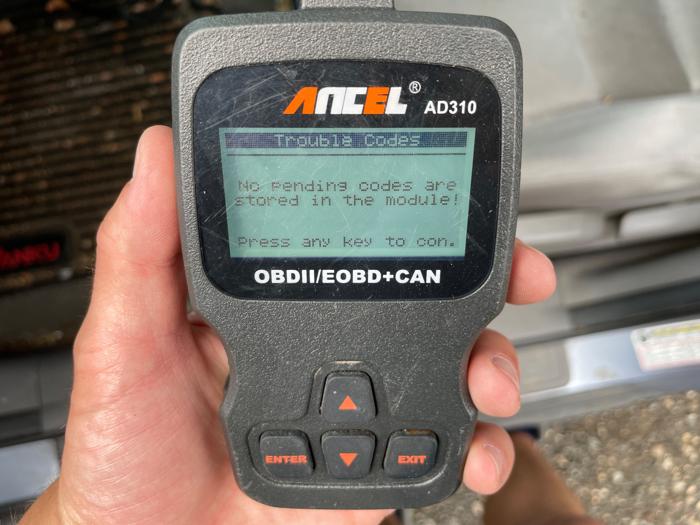 ANCEL® AD310
Trouble Codes
No pending codes are
stored in the module!
Press any key to con.
OBDII/EOBD+CAN
ENTER
EXIT